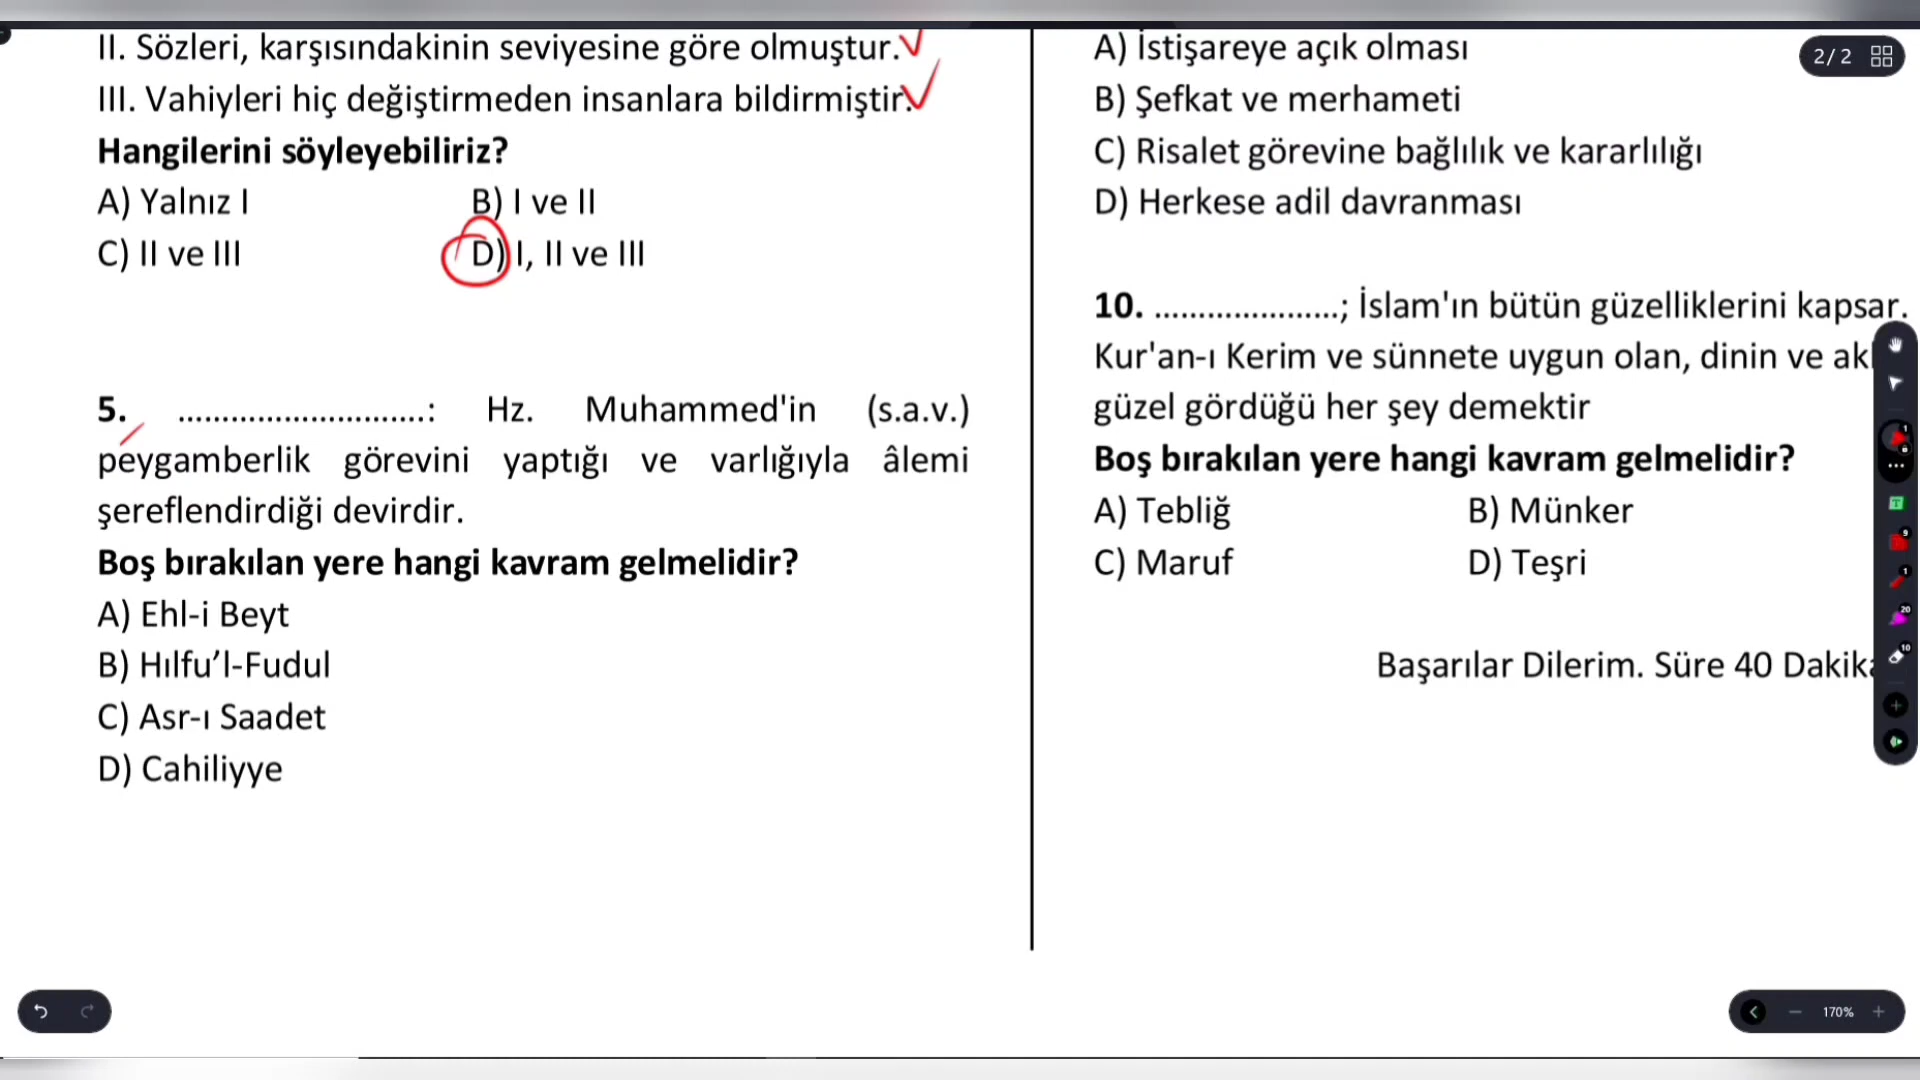 II. Sözleri, karşısındakinin seviyesine göre olmuştur.
III. Vahiyleri hiç değiştirmeden insanlara bildirmiştir.
Hangilerini söyleyebiliriz?
A) Yalnız I B) I ve II
C) II ve III D) I, II ve III
5. ............................: Hz. Muhammed'in (s.a.v.)
peygamberlik görevini yaptığı ve varlığıyla âlemi
şereflendirdiği devirdir.
Boş bırakılan yere hangi kavram gelmelidir?
A) Ehl-i Beyt
B) Hılfu’l-Fudul
C) Asr-ı Saadet
D) Cahiliyye
A) İstişareye açık olması
B) Şefkat ve merhameti
C) Risalet görevine bağlılık ve kararlılığı
D) Herkese adil davranması
10. .....................; İslam'ın bütün güzelliklerini kapsar.
Kur'an-ı Kerim ve sünnete uygun olan, dinin ve
güzel gördüğü her şey demektir
Boş bırakılan yere hangi kavram gelmelidir?
A) Tebliğ B) Münker
C) Maruf D) Teşri
Başarılar Dilerim. Süre 40
2/2
1
9
1
20
10
170%